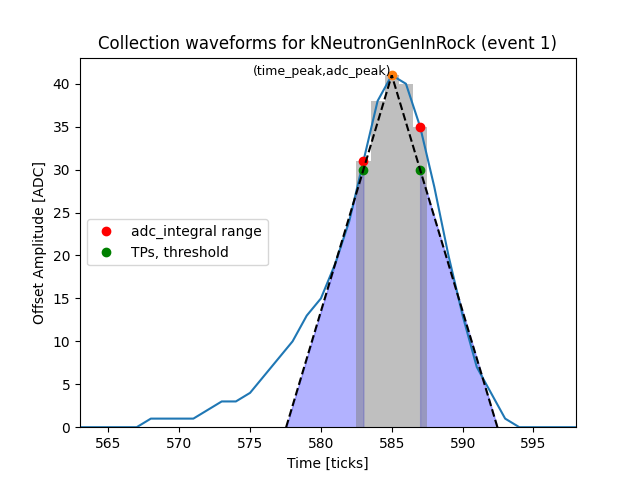 Collection waveforms for kNeutronGenInRock (event 1)
(time_peak,adc_peak)
40
35
30
25
20
15
10
5
0
Offset Amplitude [ADC]
adc_integral range
TPs, threshold
565 570 575 580 585 590 595
Time [ticks]